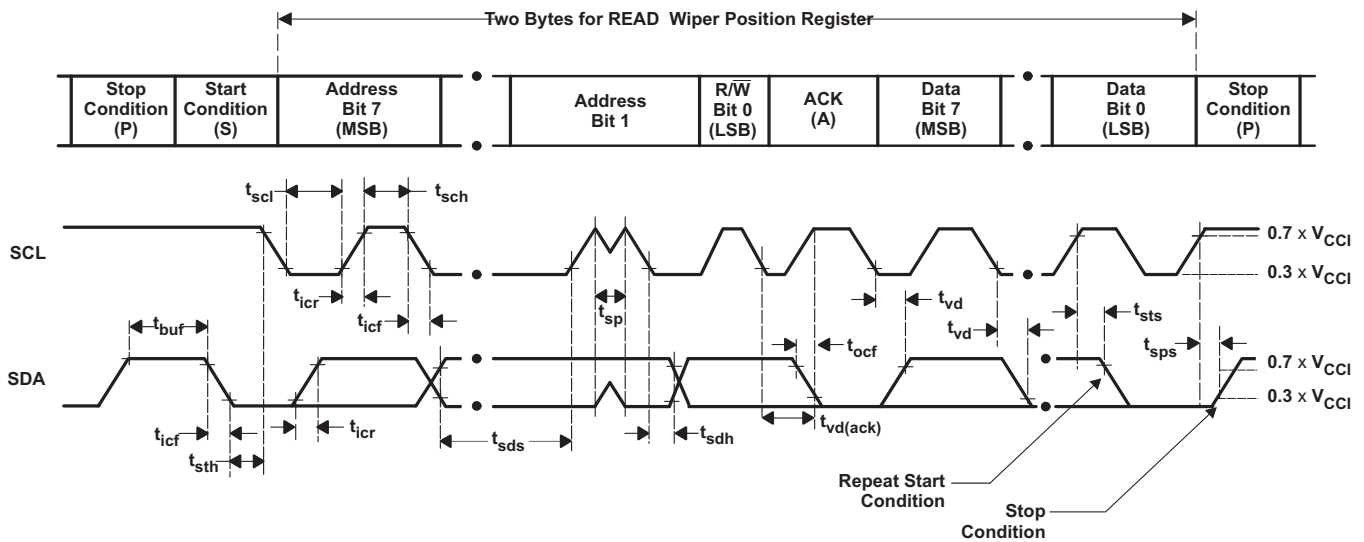 Two Bytes for READ Wiper Position Register
Stop
Condition
(P)
Start
Condition
(S)
Address
Bit 7
(MSB)
Address
Bit 1
R/W̅
Bit 0
(LSB)
ACK
(A)
Data
Bit 7
(MSB)
Data
Bit 0
(LSB)
Stop
Condition
(P)
tscl
tsch
SCL
0.7 x VCCI
0.3 x VCCI
ticr
ticf
tsp
tvd
tvd
tsts
tbuf
tocf
tsps
SDA
0.7 x VCCI
0.3 x VCCI
ticf
ticr
tsth
tsds
tsdh
tvd(ack)
Repeat Start
Condition
Stop
Condition